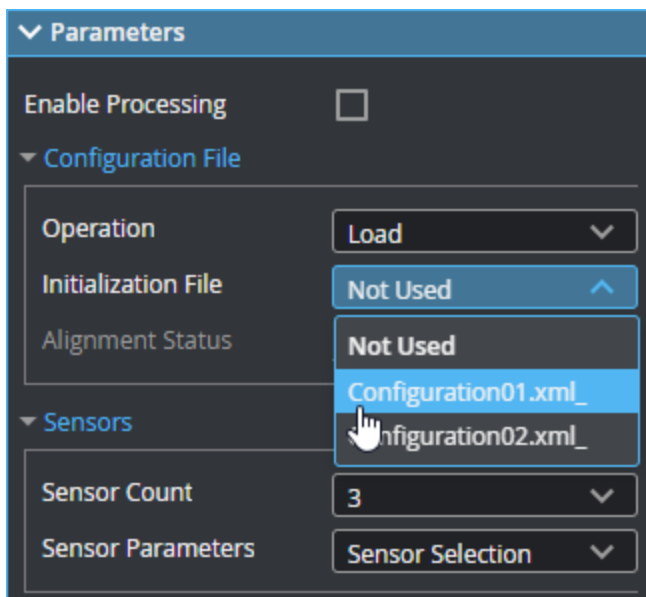 Parameters
Enable Processing
Configuration File
Operation Load
Initialization File Not Used
Alignment Status Not Used
Configuration01.xml_
Sensors nfiguration02.xml_
Sensor Count 3
Sensor Parameters Sensor Selection